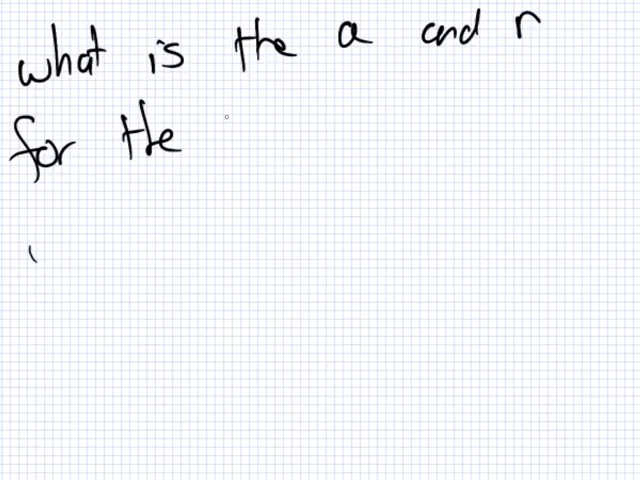 what is the a and r
for the